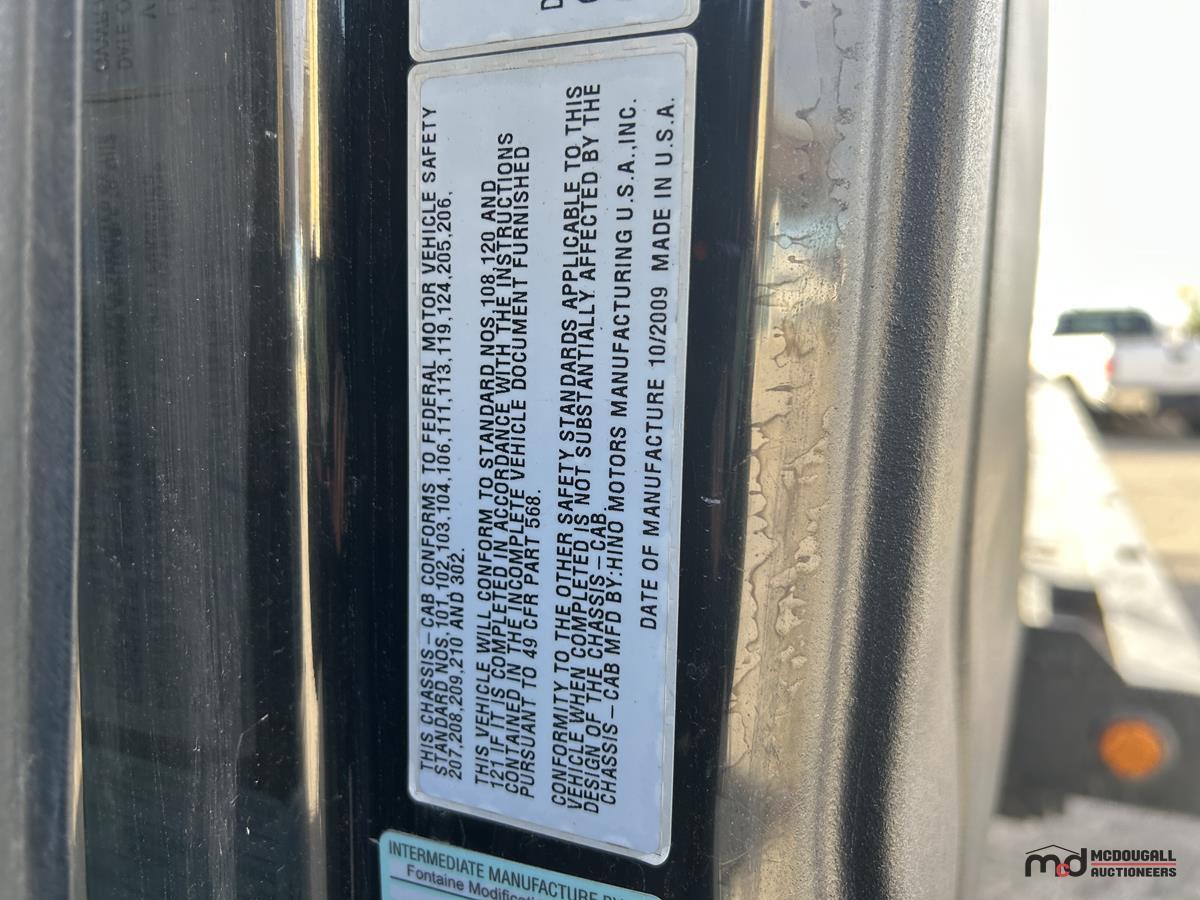 THIS CHASSIS–CAB CONFORMS TO FEDERAL MOTOR VEHICLE SAFETY
STANDARD NOS, 101,102,103,104,106,111,113,119,124,205,206,
207,208,209,210 AND 302.
THIS VEHICLE WILL CONFORM TO STANDARD NOS, 108,120 AND
121 IF IT IS COMPLETED IN ACCORDANCE WITH THE INSTRUCTIONS
CONTAINED IN THE INCOMPLETE VEHICLE DOCUMENT FURNISHED
PURSUANT TO 49 CFR PART 568.
CONFORMITY TO THE OTHER SAFETY STANDARDS APPLICABLE TO THIS
VEHICLE WHEN COMPLETED IS NOT SUBSTANTIALLY AFFECTED BY THE
DESIGN OF THE CHASSIS–CAB.
CHASSIS–CAB MFD BY:HINO MOTORS MANUFACTURING U.S.A.,INC.
DATE OF MANUFACTURE 10/2009 MADE IN U.S.A.
INTERMEDIATE MANUFACTURE
Fontaine
mcd MCDOUGALL
AUCTIONEERS